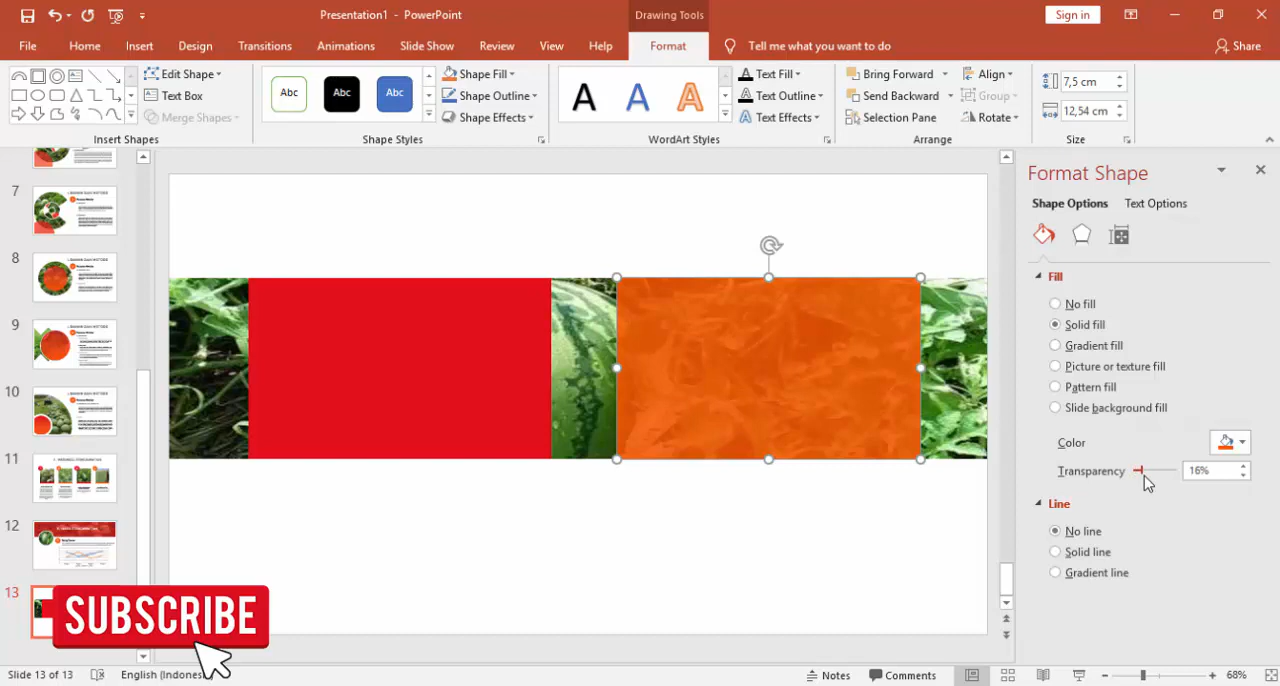 Presentation1 - PowerPoint
Drawing Tools
Sign in
File
Home
Insert
Design
Transitions
Animations
Slide Show
Review
View
Help
Format
Tell me what you want to do
Share
Edit Shape
Text Box
Merge Shapes
Insert Shapes
Abc
Abc
Abc
Shape Fill
Shape Outline
Shape Effects
Shape Styles
A
A
A
Text Fill
Text Outline
Text Effects
WordArt Styles
Bring Forward
Send Backward
Selection Pane
Align
Group
Rotate
Arrange
7,5 cm
12,54 cm
Size
7
8
9
10
11
12
13
SUBSCRIBE
Format Shape
Shape Options
Text Options
Fill
No fill
Solid fill
Gradient fill
Picture or texture fill
Pattern fill
Slide background fill
Color
Transparency
16%
Line
No line
Solid line
Gradient line
Slide 13 of 13
English (Indones
Notes
Comments
68%